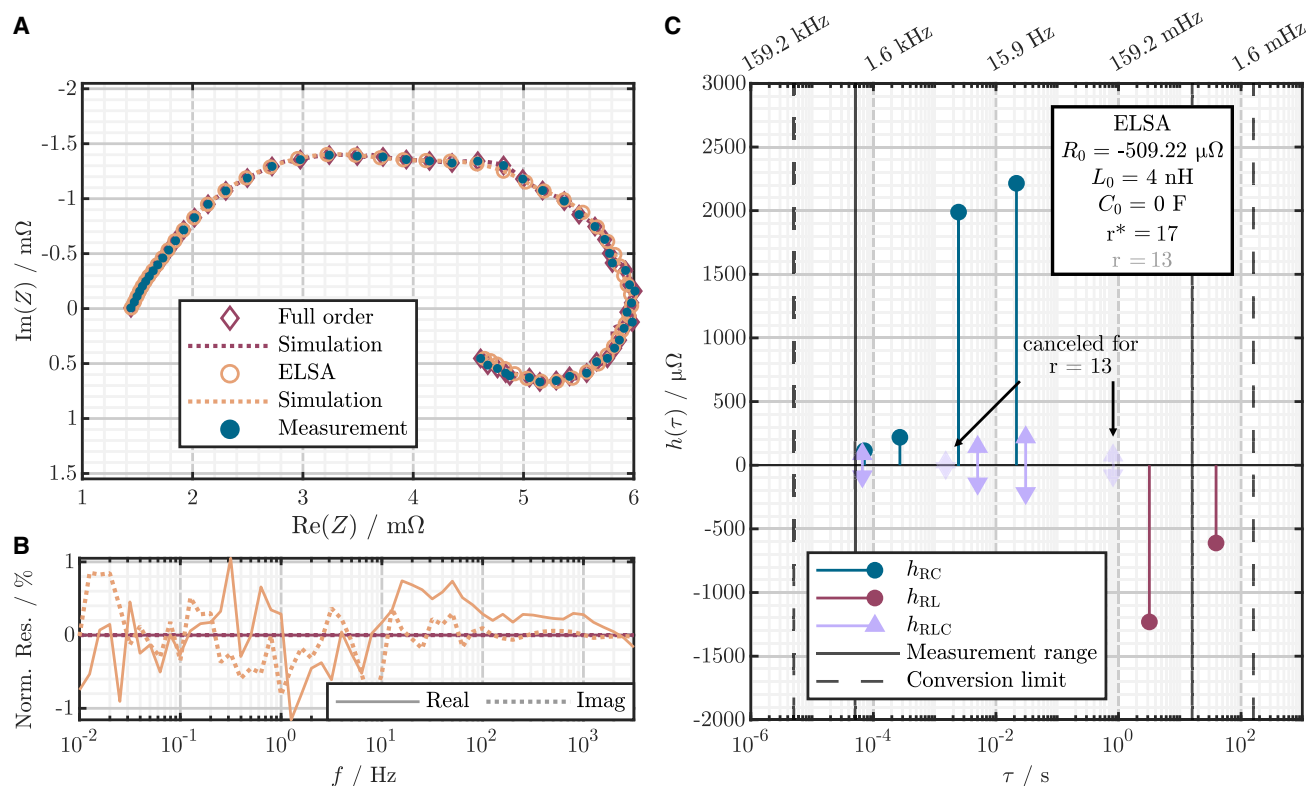 A
-2
-1.5
-1
-0.5
0
0.5
1
1.5
Im(Z) / mΩ
Full order
Simulation
ELSA
Simulation
Measurement
1 2 3 4 5 6
Re(Z) / mΩ
B
1
0
-1
Norm. Res. / %
Real Imag
10^-2 10^-1 10^0 10^1 10^2 10^3
f / Hz
C
159.2 kHz 1.6 kHz 15.9 Hz 159.2 mHz 1.6 mHz
3000
2500
2000
1500
1000
500
0
-500
-1000
-1500
-2000
h(τ) / µΩ
ELSA
R₀ = -509.22 µΩ
L₀ = 4 nH
C₀ = 0 F
r* = 17
r = 13
canceled for
r = 13
h_RC
h_RL
h_RLC
Measurement range
Conversion limit
10^-6 10^-4 10^-2 10^0 10^2
τ / s